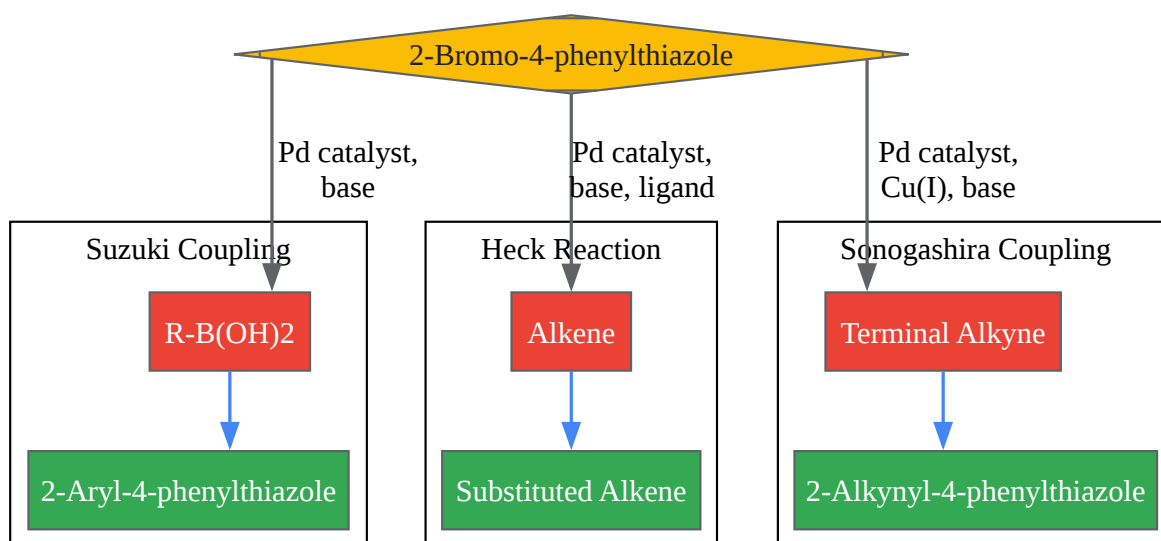 2-Bromo-4-phenylthiazole
Pd catalyst,
base
Pd catalyst,
base, ligand
Pd catalyst,
Cu(I), base
Suzuki Coupling
Heck Reaction
Sonogashira Coupling
R-B(OH)2
Alkene
Terminal Alkyne
2-Aryl-4-phenylthiazole
Substituted Alkene
2-Alkynyl-4-phenylthiazole